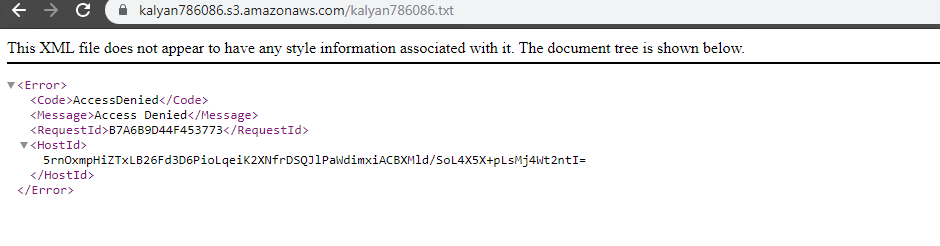 kalyan786086.s3.amazonaws.com/kalyan786086.txt
This XML file does not appear to have any style information associated with it. The document tree is shown below.
▼<Error>
<Code>AccessDenied</Code>
<Message>Access Denied</Message>
<RequestId>B7A6B9D44F453773</RequestId>
▼<HostId>
5rnOxmpHiZTxLB26Fd3D6PioLqeiK2XNfrDSQJlPaWdimxiACBXMld/SoL4X5X+pLsMj4Wt2ntI=
</HostId>
</Error>